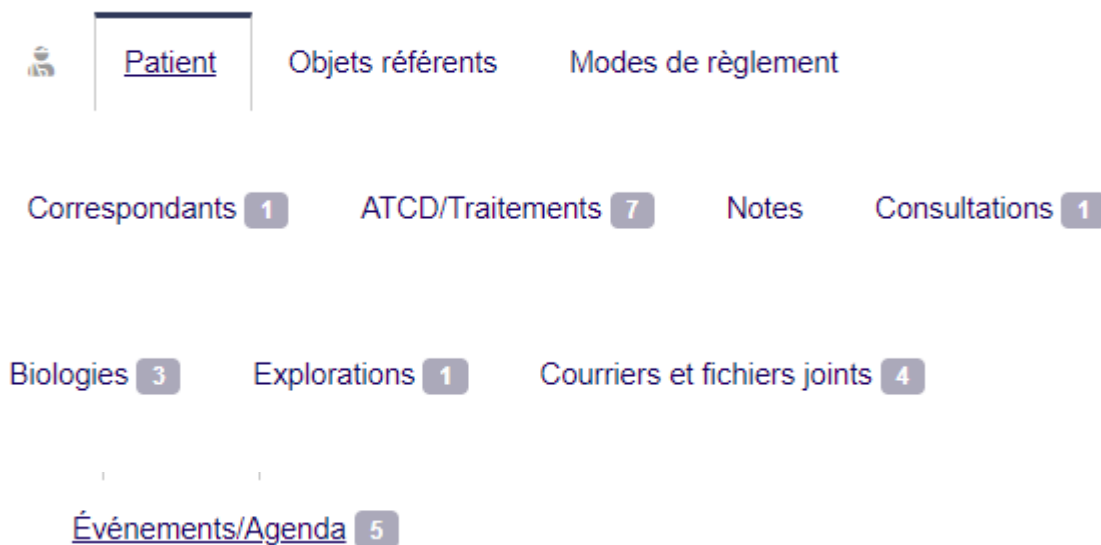 Patient Objets référents Modes de règlement
Correspondants 1 ATCD/Traitements 7 Notes Consultations 1
Biologies 3 Explorations 1 Courriers et fichiers joints 4
Événements/Agenda 5